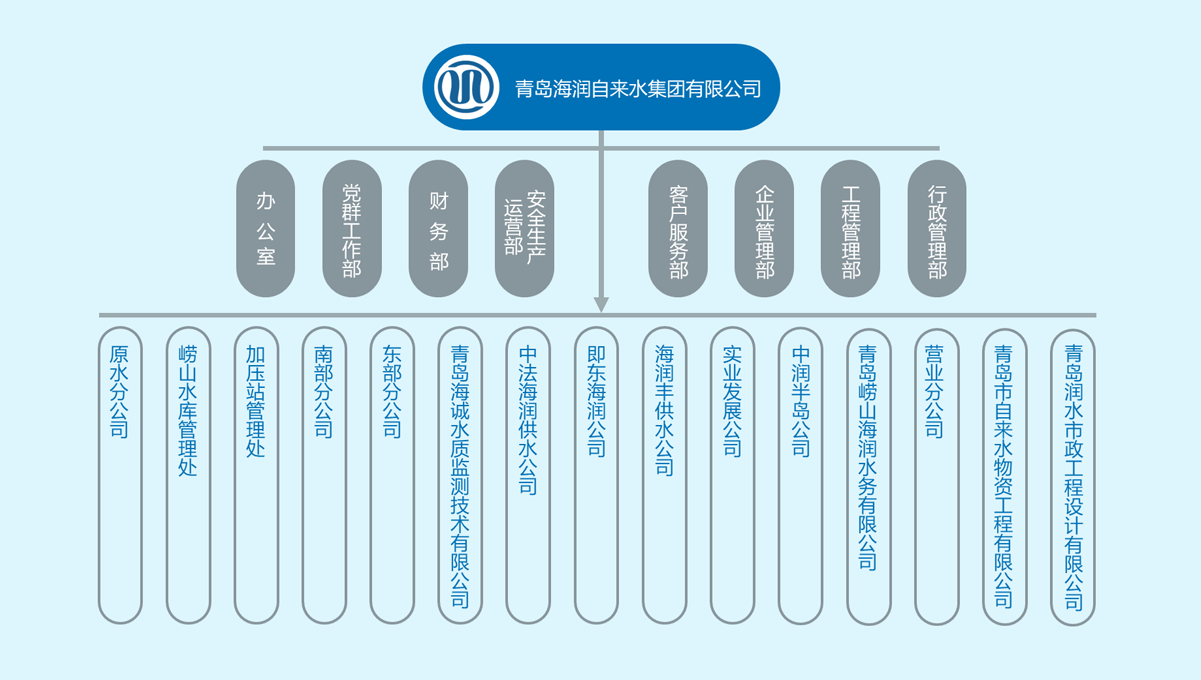 青岛海润自来水集团有限公司
办公室
党群工作部
财务部
安全生产
运营部
客户服务部
企业管理部
工程管理部
行政管理部
原水分公司
崂山水库管理处
加压站管理处
南部分公司
东部分公司
青岛海诚水质监测技术有限公司
中法海润供水公司
即东海润公司
海润丰供水公司
实业发展公司
中润半岛公司
青岛崂山海润水务有限公司
营业分公司
青岛市自来水物资工程有限公司
青岛润水市政工程设计有限公司